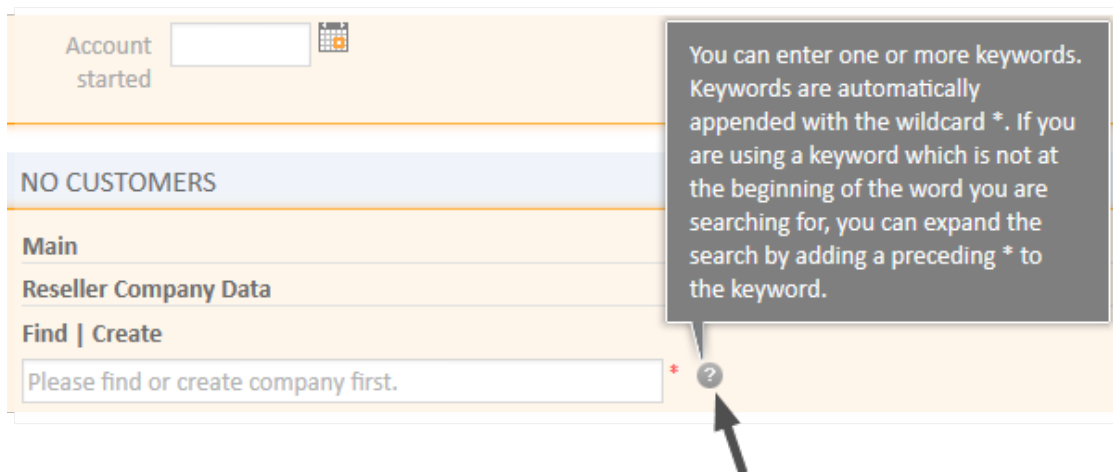 Account
started
You can enter one or more keywords.
Keywords are automatically
appended with the wildcard *. If you
are using a keyword which is not at
the beginning of the word you are
searching for, you can expand the
search by adding a preceding * to
the keyword.
NO CUSTOMERS
Main
Reseller Company Data
Find | Create
Please find or create company first. * ?